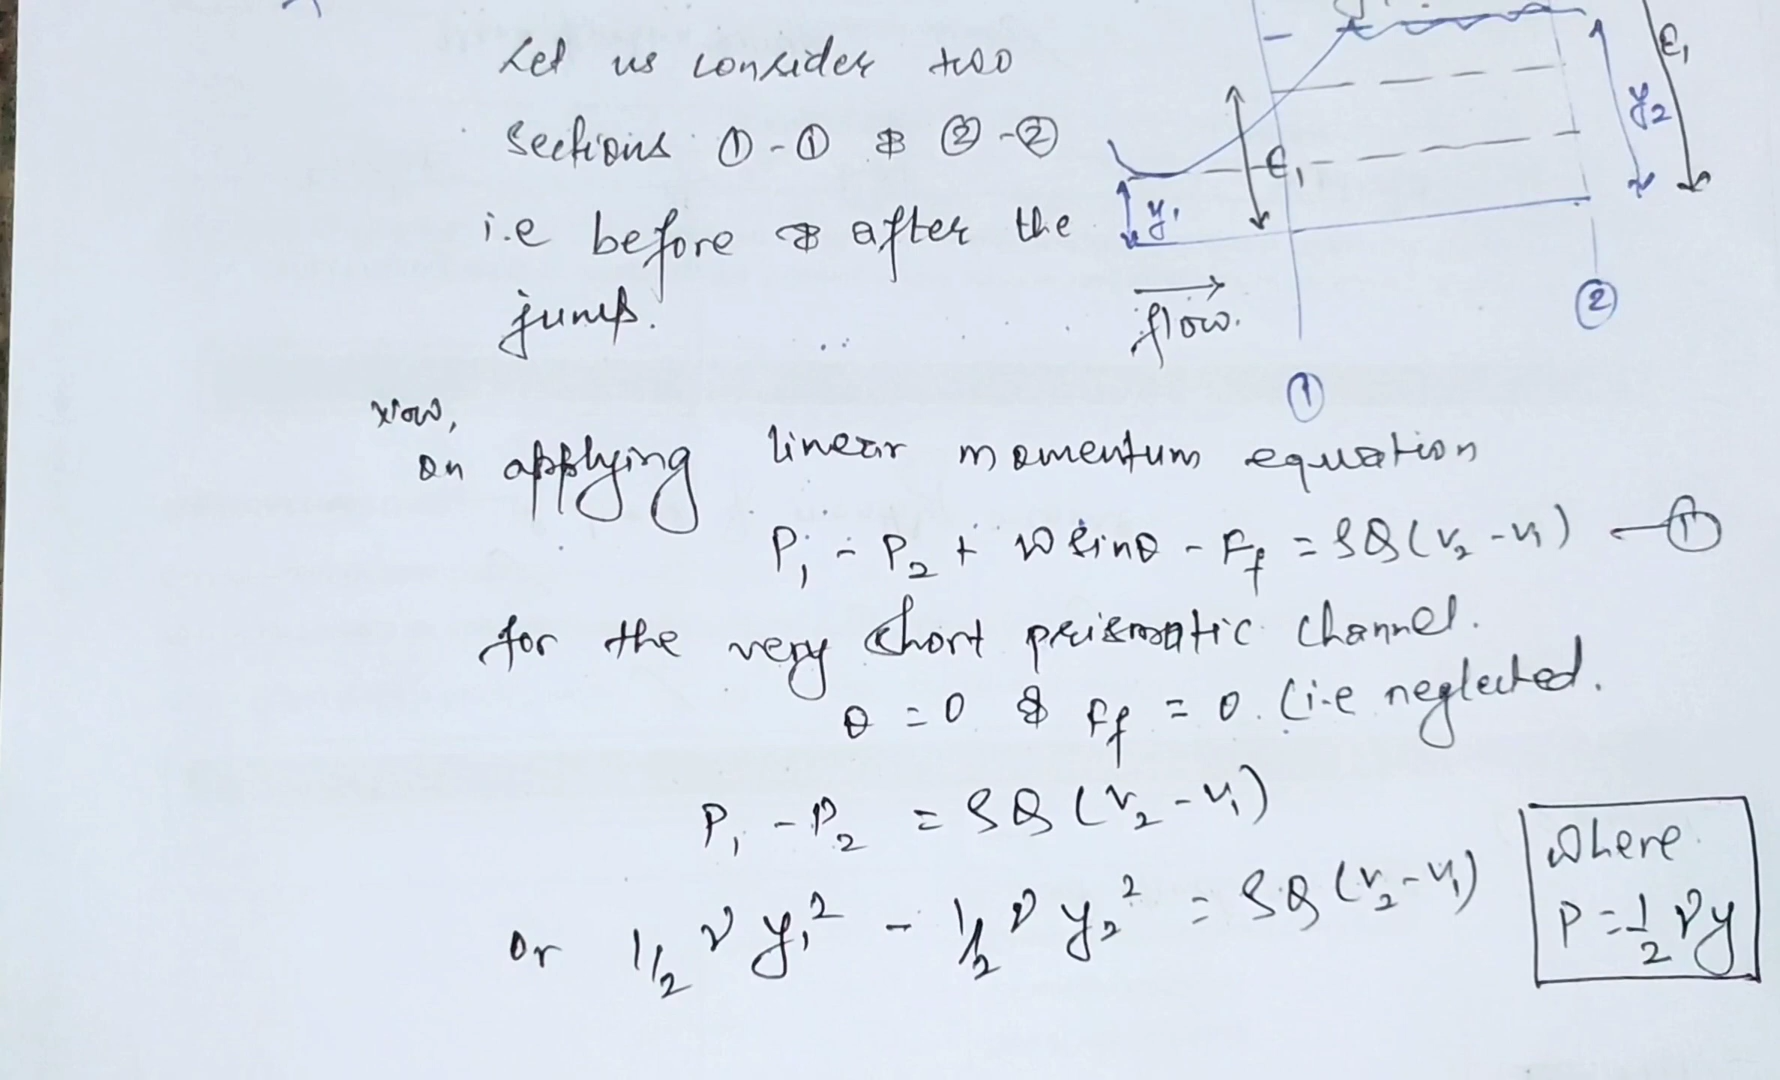 Let us consider two
sections ①-① & ②-②
i.e before & after the
jump.
E₁
y₂
E₁
y₁
flow.
②
①
Now,
on applying linear momentum equation
P₁ - P₂ + W sinθ - Ff = ρQ(v₂ - v₁) —①
for the very short prismatic channel.
θ = 0 & Ff = 0. (i.e neglected.
P₁ - P₂ = ρQ (v₂ - v₁)
or 1/2 γ y₁² - 1/2 γ y₂² = ρQ (v₂ - v₁)
where
P = 1/2 γy